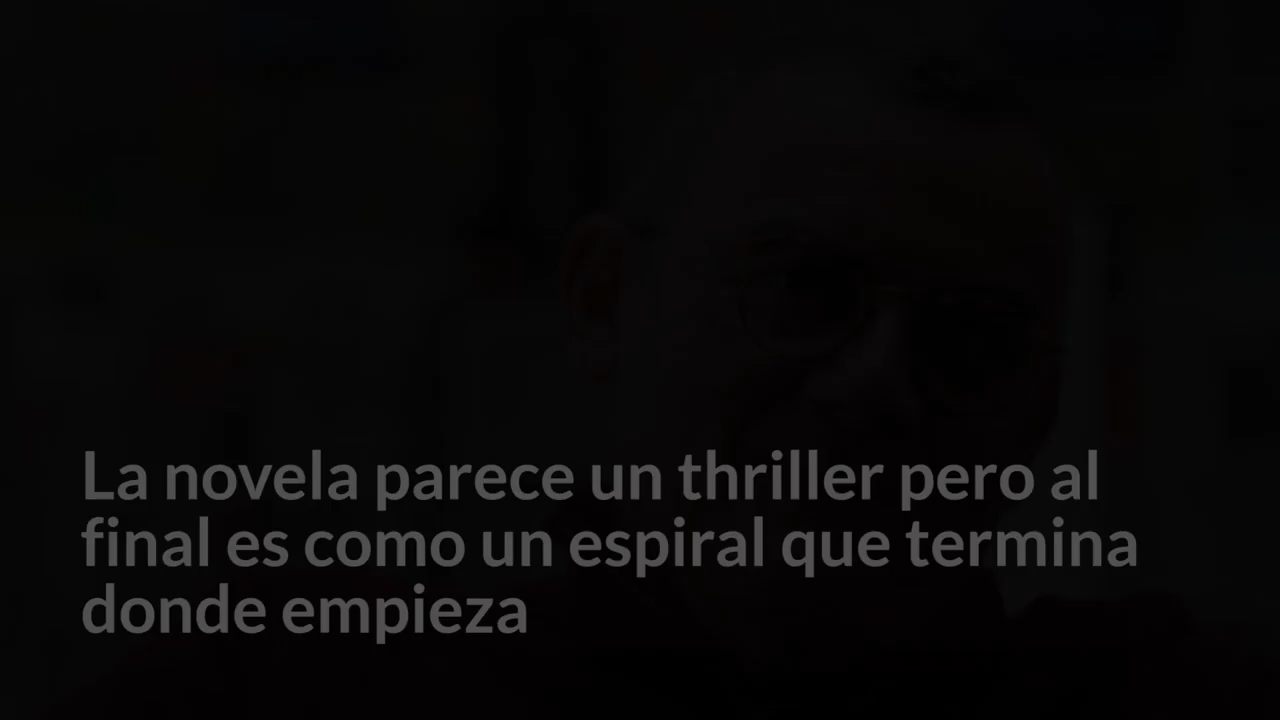 La novela parece un thriller pero al
final es como un espiral que termina
donde empieza